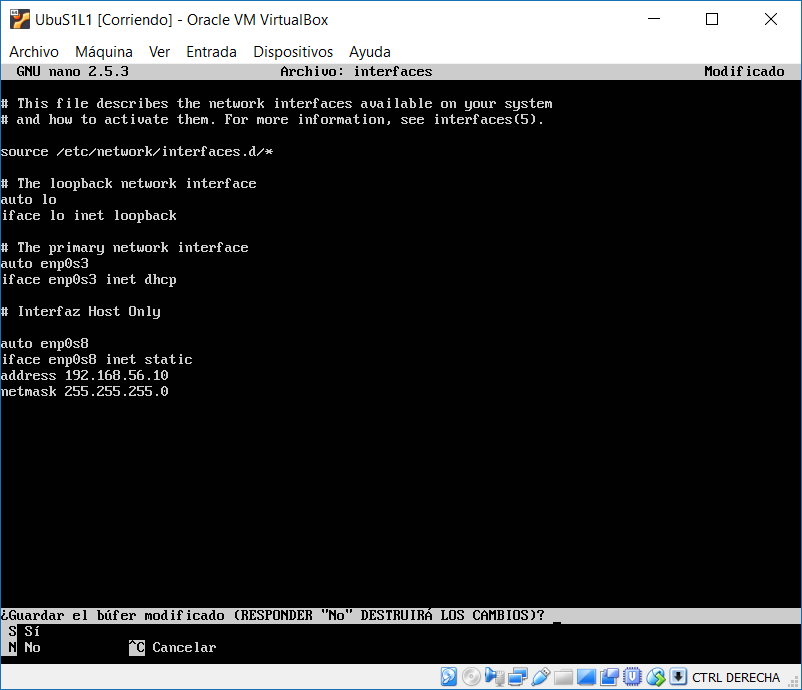 UbuS1L1 [Corriendo] - Oracle VM VirtualBox
Archivo Máquina Ver Entrada Dispositivos Ayuda
GNU nano 2.5.3 Archivo: interfaces Modificado
# This file describes the network interfaces available on your system
# and how to activate them. For more information, see interfaces(5).
source /etc/network/interfaces.d/*
# The loopback network interface
auto lo
iface lo inet loopback
# The primary network interface
auto enp0s3
iface enp0s3 inet dhcp
# Interfaz Host Only
auto enp0s8
iface enp0s8 inet static
address 192.168.56.10
netmask 255.255.255.0
¿Guardar el búfer modificado (RESPONDER "No" DESTRUIRÁ LOS CAMBIOS)? _
S Sí
N No ^C Cancelar
CTRL DERECHA